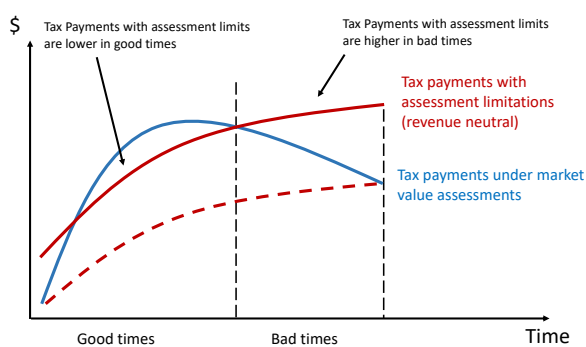 $
Tax Payments with assessment limits
are lower in good times
Tax Payments with assessment limits
are higher in bad times
Tax payments with
assessment limitations
(revenue neutral)
Tax payments under market
value assessments
Good times
Bad times
Time